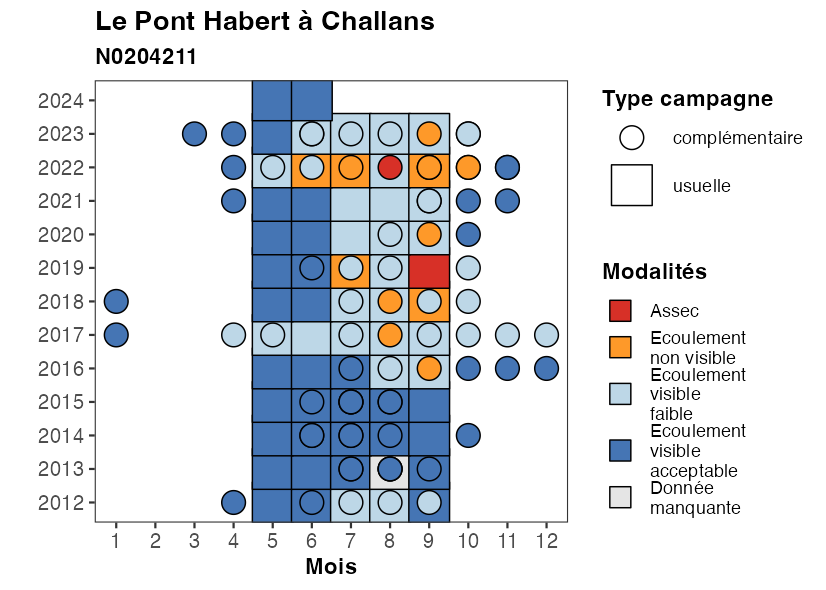 Le Pont Habert à Challans
N0204211
2024
2023
2022
2021
2020
2019
2018
2017
2016
2015
2014
2013
2012
1 2 3 4 5 6 7 8 9 10 11 12
Mois
Type campagne
complémentaire
usuelle
Modalités
Assec
Ecoulement
non visible
Ecoulement
visible
faible
Ecoulement
visible
acceptable
Donnée
manquante